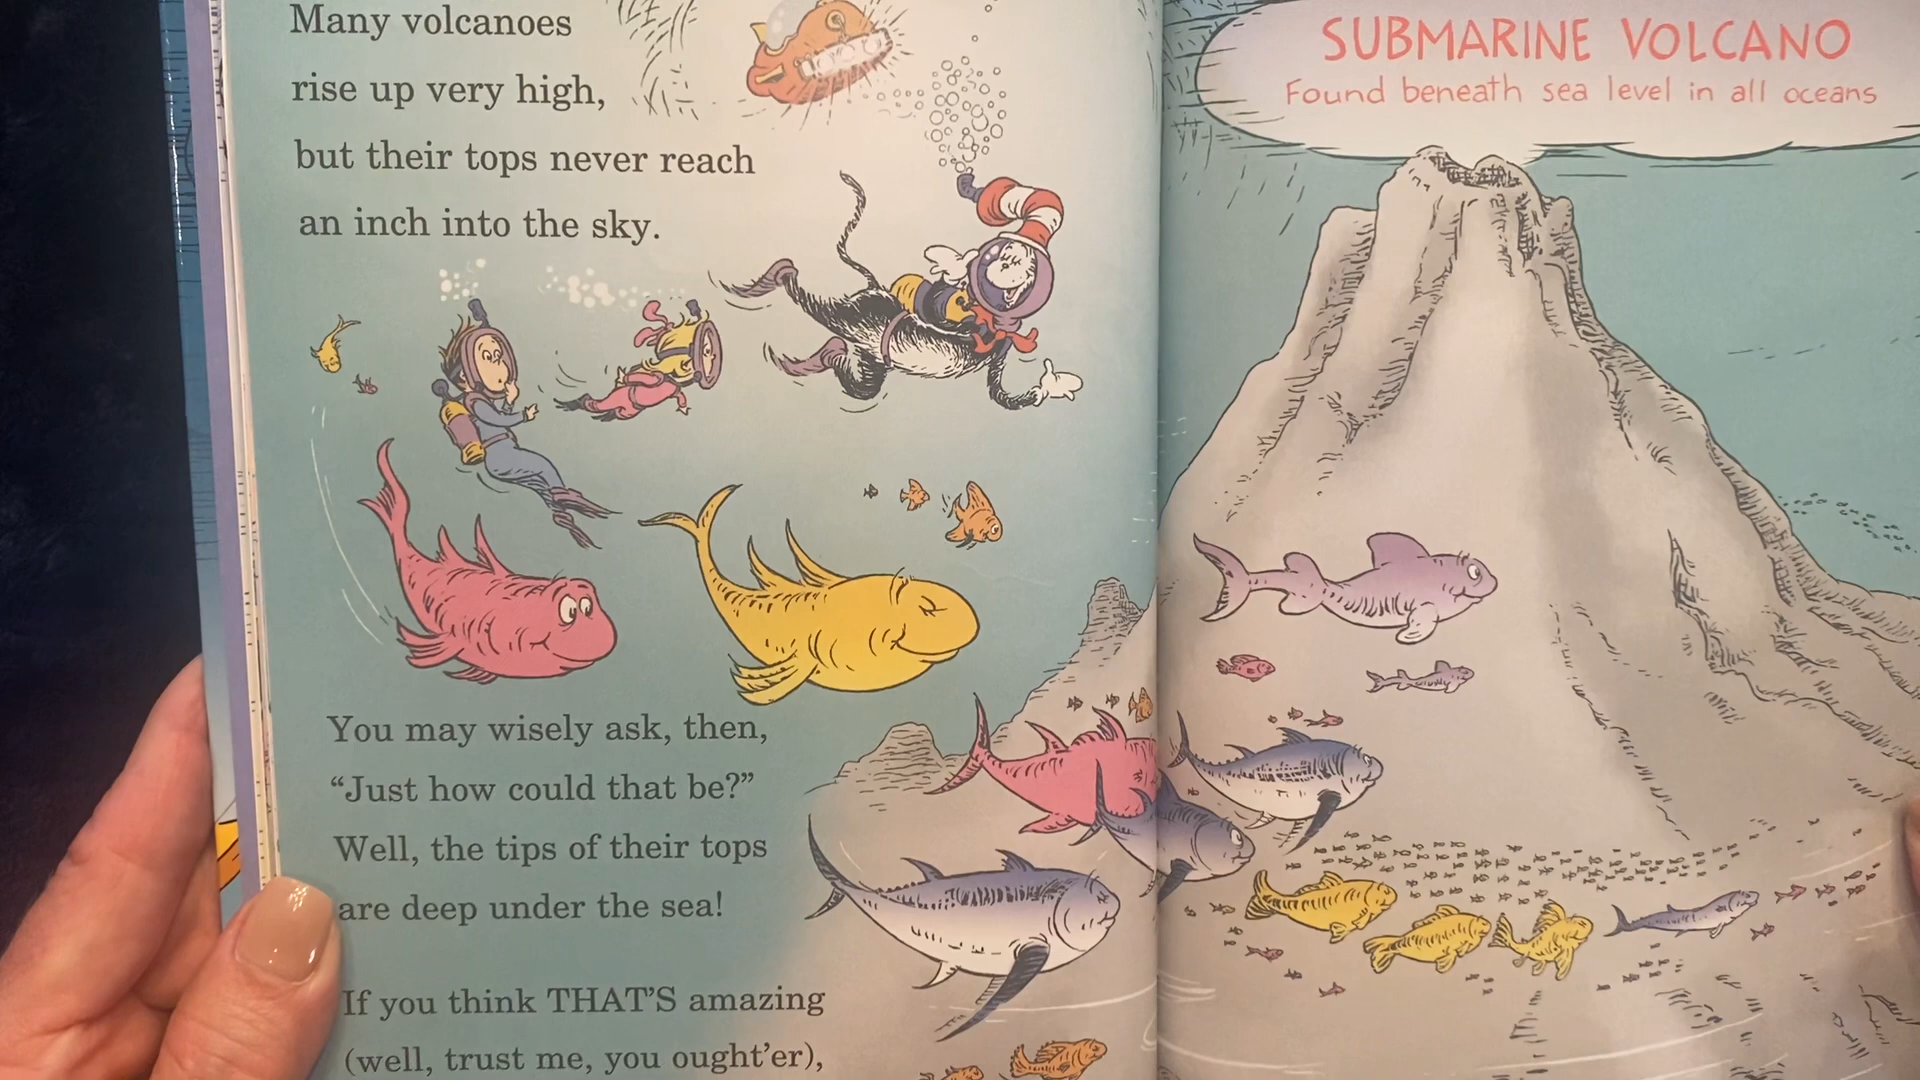 Many volcanoes
rise up very high,
but their tops never reach
an inch into the sky.
You may wisely ask, then,
“Just how could that be?”
Well, the tips of their tops
are deep under the sea!
If you think THAT’S amazing
(well, trust me, you ought’er),
SUBMARINE VOLCANO
Found beneath sea level in all oceans